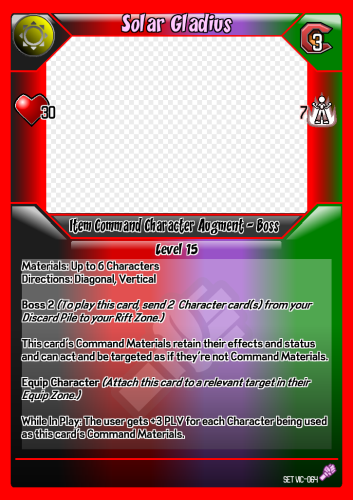 Solar Gladius
C
3
30
7
Item Command Character Augment - Boss
Level 15
Materials: Up to 6 Characters
Directions: Diagonal, Vertical
Boss 2 (To play this card, send 2 Character card(s) from your
Discard Pile to your Rift Zone.)
This card's Command Materials retain their effects and status
and can act and be targeted as if they're not Command Materials.
Equip Character (Attach this card to a relevant target in their
Equip Zone.)
While In Play: The user gets +3 PLV for each Character being used
as this card's Command Materials.
SET VIC-084